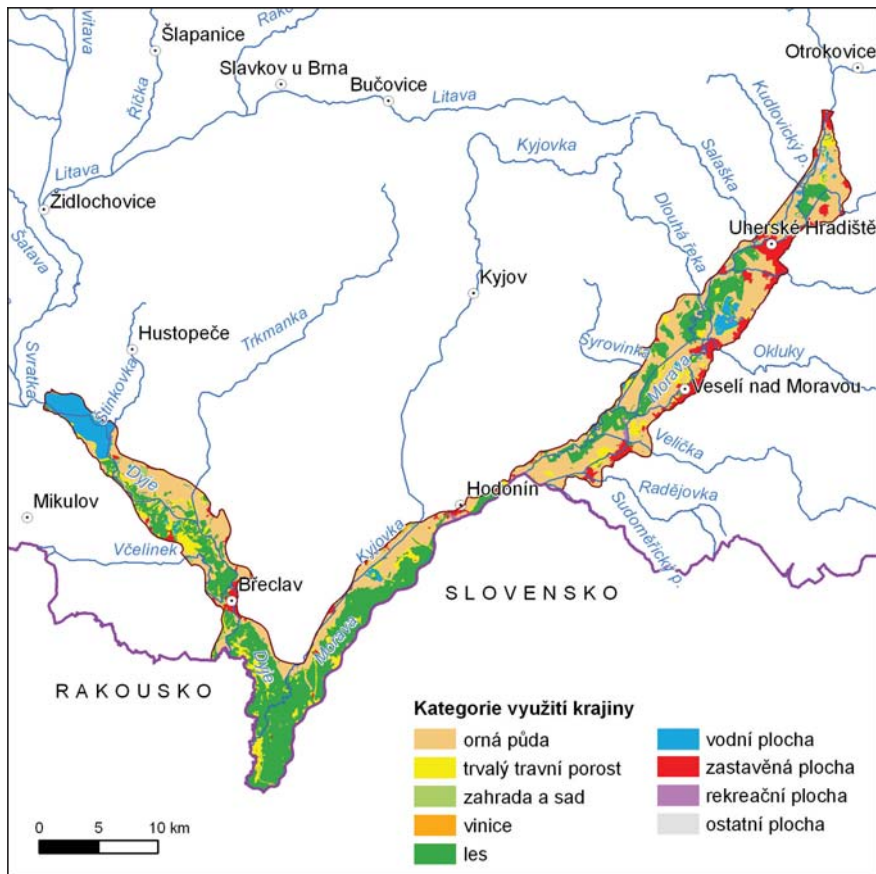 Svitava
Rak
Šlapanice
Otrokovice
Slavkov u Brna
Bučovice
Říčka
Litava
Kudlovický p.
Litava
Kyjovka
Salaška
Židlochovice
Dlouhá řeka
Uherské Hradiště
Šatava
Kyjov
Trkmanka
Hustopeče
Syrovinka
Okluky
Morava
Svratka
Štinkovka
Veselí nad Moravou
Velička
Dyje
Hodonín
Radějovka
Mikulov
Sudoměřický p.
Včelínek
Kyjovka
Břeclav
SLOVENSKO
Morava
Dyje
RAKOUSKO
Kategorie využití krajiny
orná půda
trvalý travní porost
zahrada a sad
vinice
les
vodní plocha
zastavěná plocha
rekreační plocha
ostatní plocha
0 5 10 km